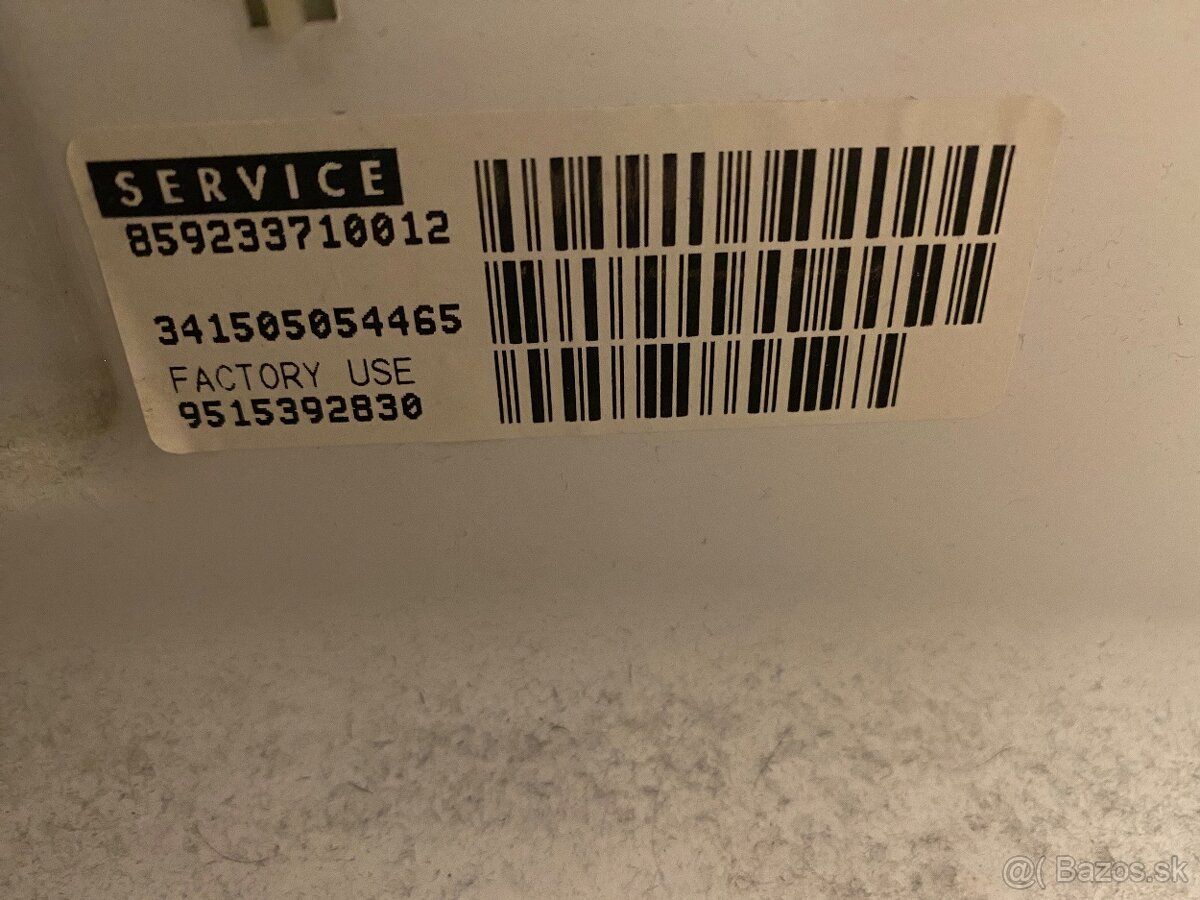 SERVICE
859233710012
341505054465
FACTORY USE
9515392830
@( Bazos.sk